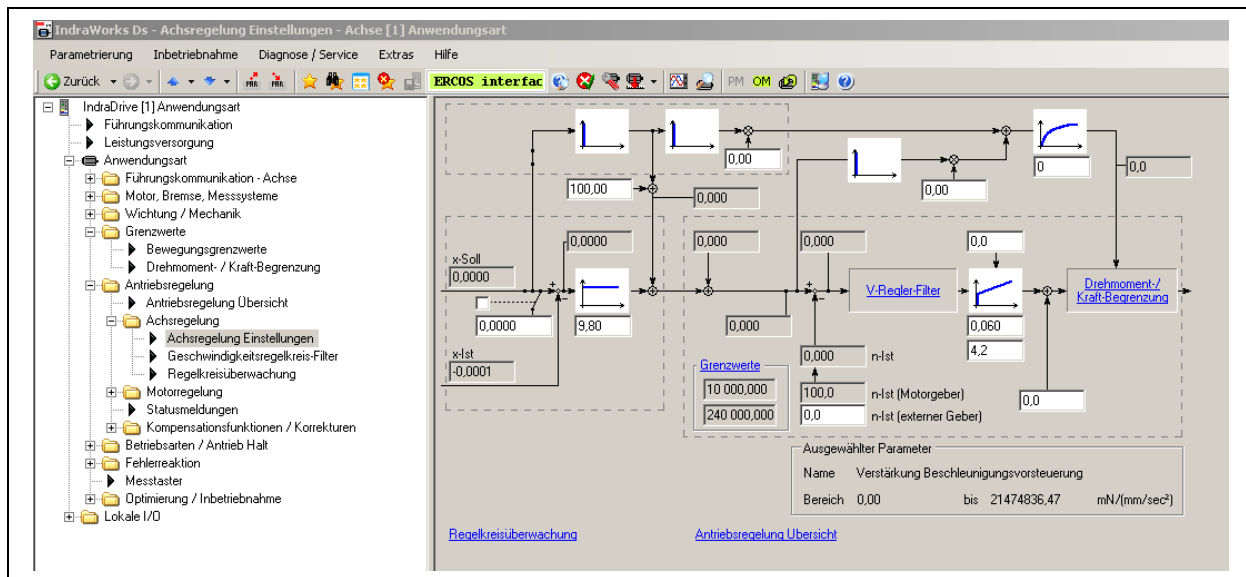 IndraWorks Ds - Achsregelung Einstellungen - Achse [1] Anwendungsart
Parametrierung Inbetriebnahme Diagnose / Service Extras Hilfe
Zurück PAR PAR ERCOS interfac PM OM
IndraDrive [1] Anwendungsart
Führungskommunikation
Leistungsversorgung
Anwendungsart
Führungskommunikation - Achse
Motor, Bremse, Messsysteme
Wichtung / Mechanik
Grenzwerte
Bewegungsgrenzwerte
Drehmoment- / Kraft-Begrenzung
Antriebsregelung
Antriebsregelung Übersicht
Achsregelung
Achsregelung Einstellungen
Geschwindigkeitsregelkreis-Filter
Regelkreisüberwachung
Motorregelung
Statusmeldungen
Kompensationsfunktionen / Korrekturen
Betriebsarten / Antrieb Halt
Fehlerreaktion
Messtaster
Optimierung / Inbetriebnahme
Lokale I/O
0,00
0
0,0
100,00
0,000
0,00
0,0000
0,000
0,000
0,0
x-Soll
0,0000
+
−
+
−
V-Regler-Filter
Drehmoment-/
Kraft-Begrenzung
0,0000
9,80
0,000
0,060
x-Ist
-0,0001
0,000 n-Ist
4,2
Grenzwerte
10 000,000
100,0 n-Ist (Motorgeber)
0,0
240 000,000
0,0 n-Ist (externer Geber)
Ausgewählter Parameter
Name Verstärkung Beschleunigungsvorsteuerung
Bereich 0,00 bis 21474836,47 mN/(mm/sec²)
Regelkreisüberwachung Antriebsregelung Übersicht